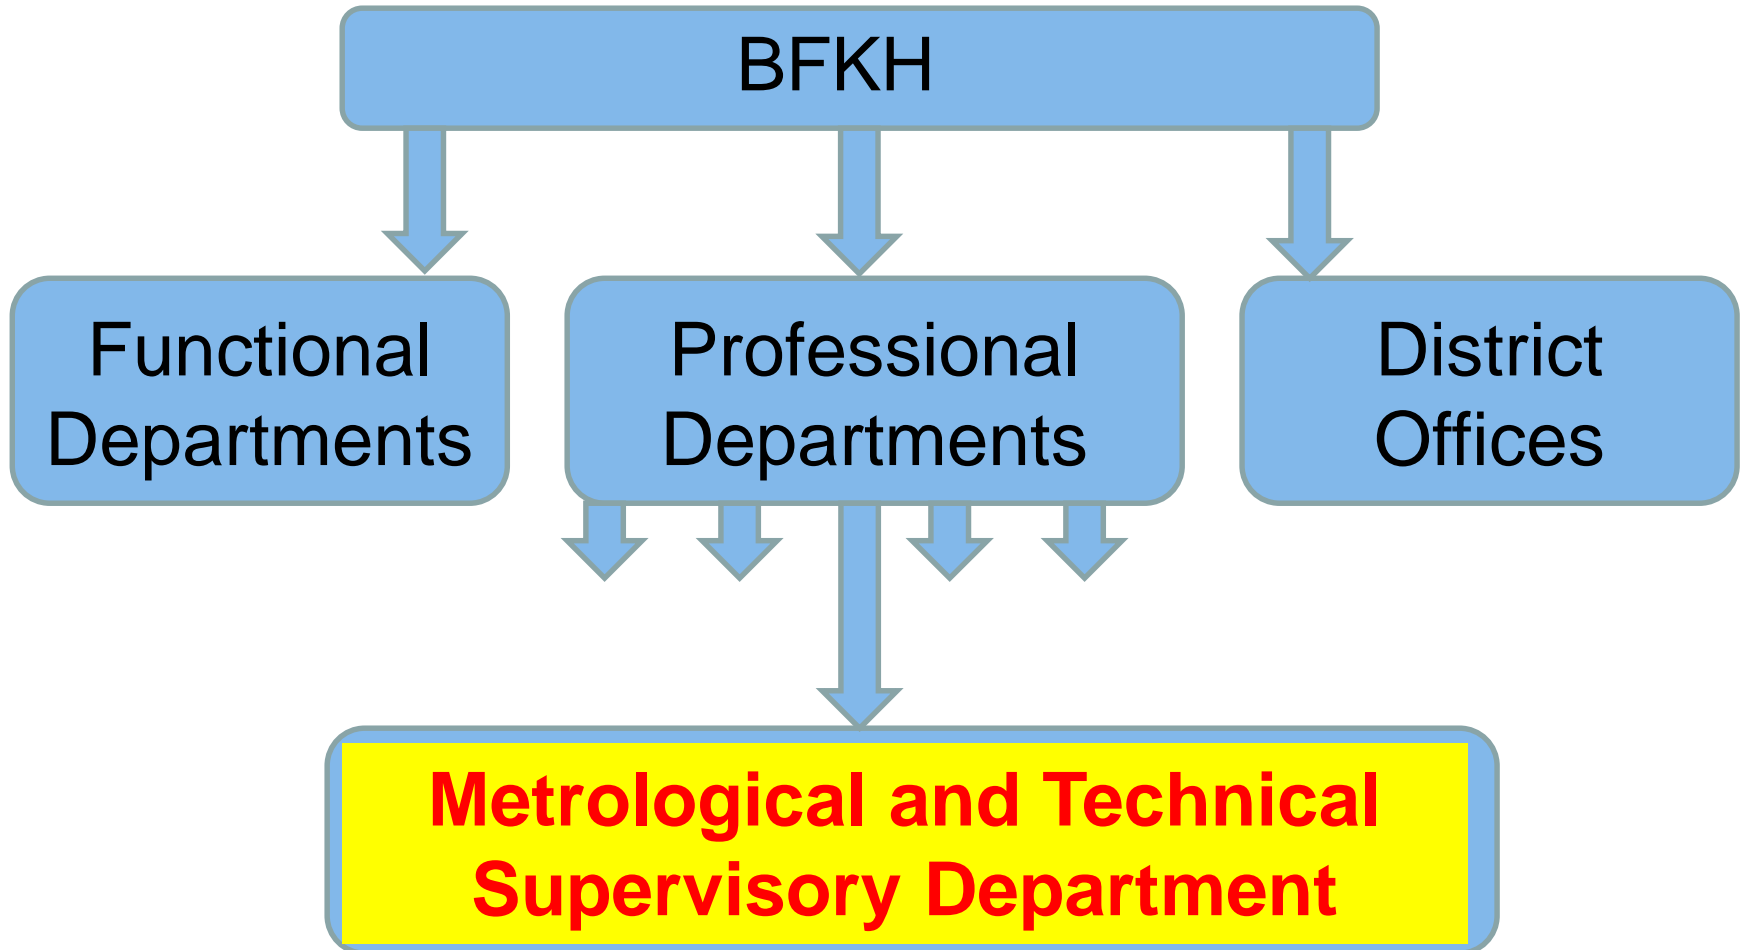 BFKH
Functional
Departments
Professional
Departments
District
Offices
Metrological and Technical
Supervisory Department